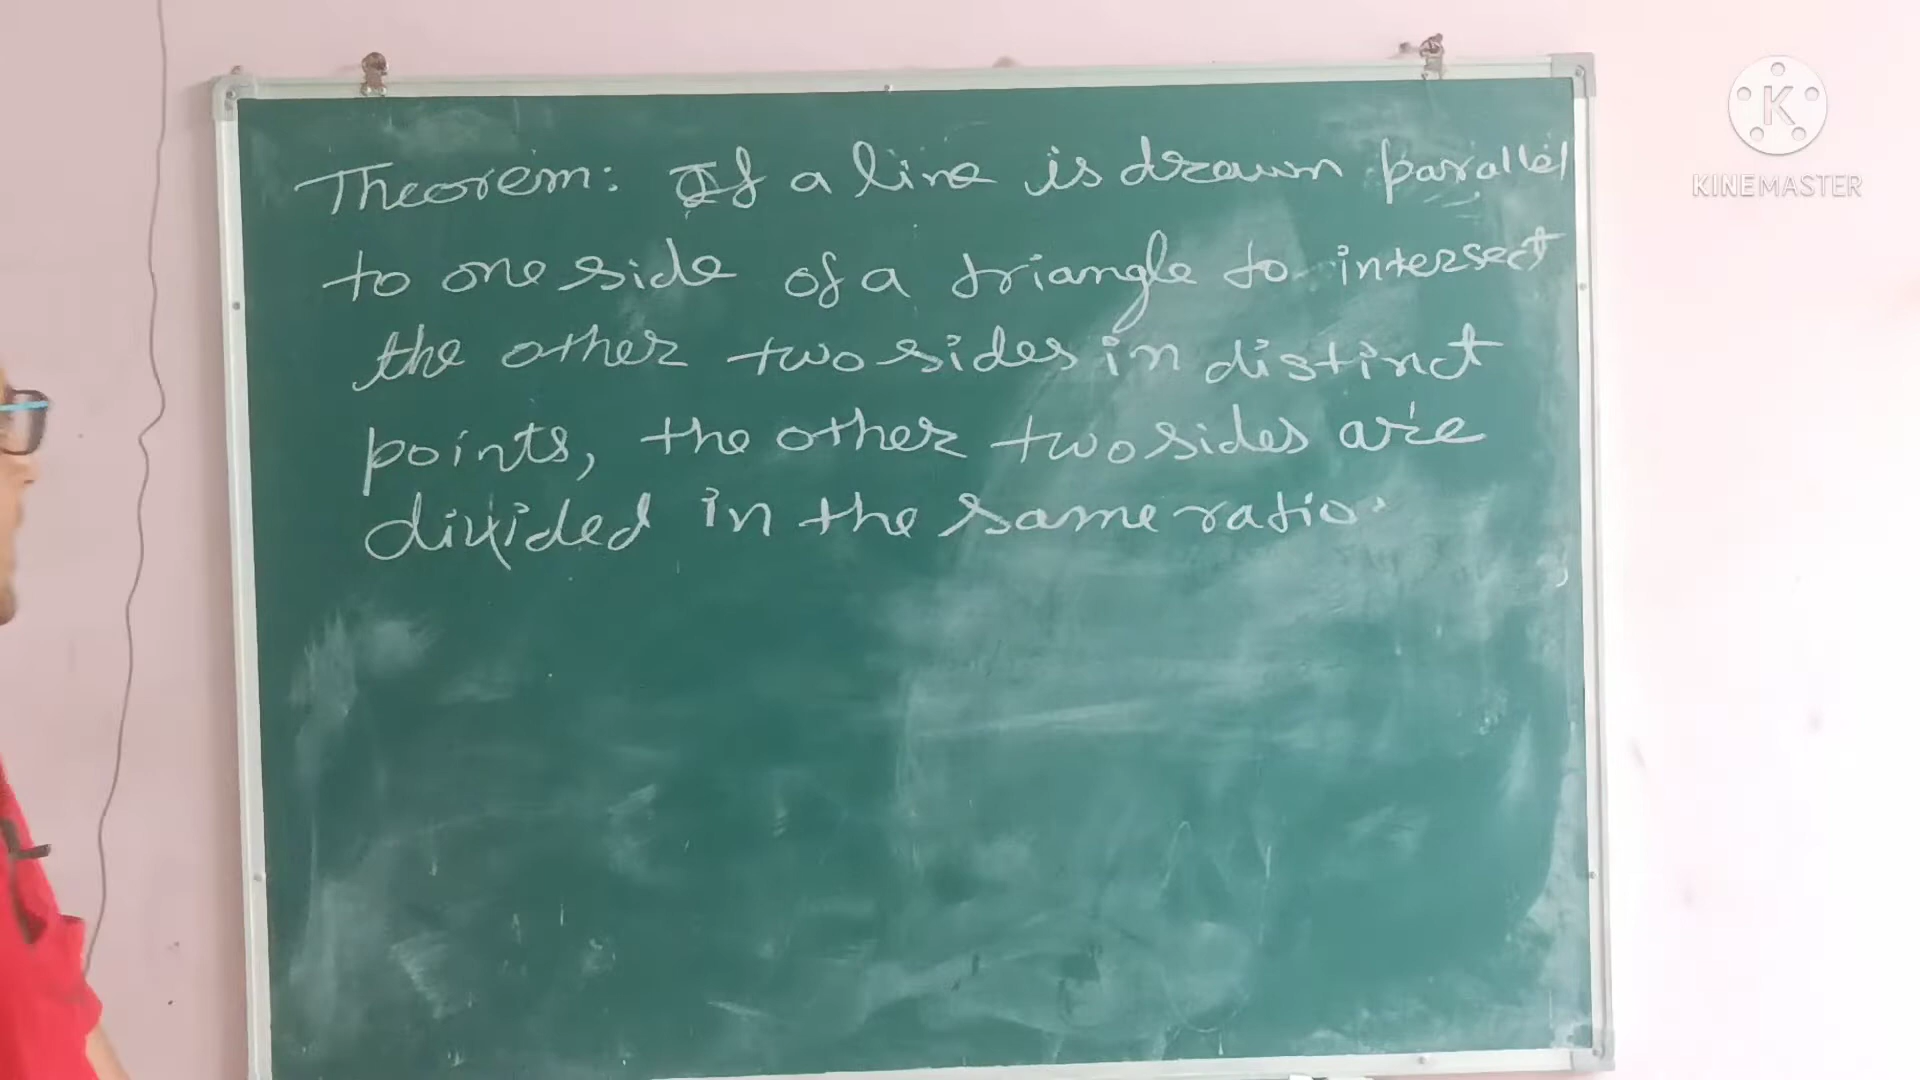 Theorem: If a line is drawn parallel
to one side of a triangle to intersect
the other two sides in distinct
points, the other two sides are
divided in the same ratio.
K
KINEMASTER